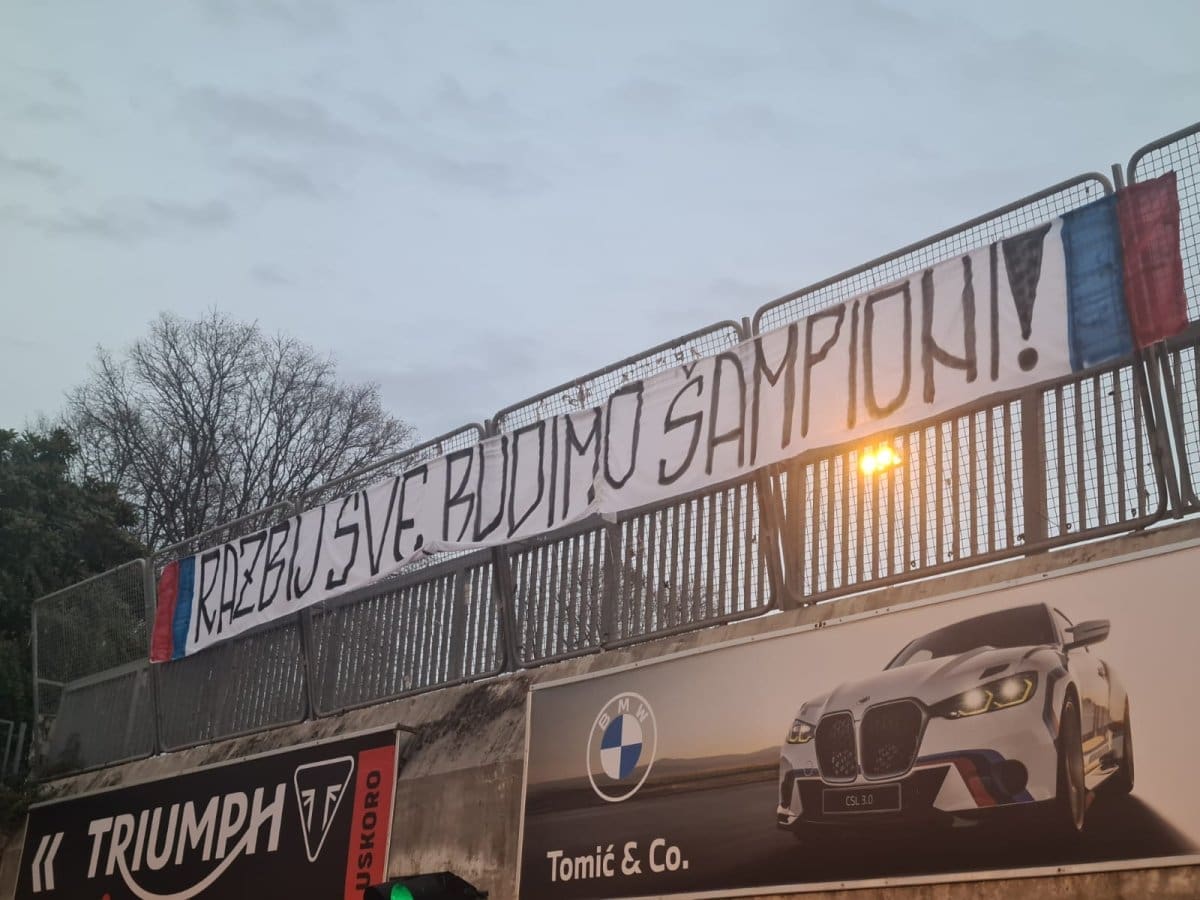 RAZBIJ SVE, BUDIMO ŠAMPIONI!
TRIUMPH
USKORO
BMW
CSL 3.0
Tomić & Co.